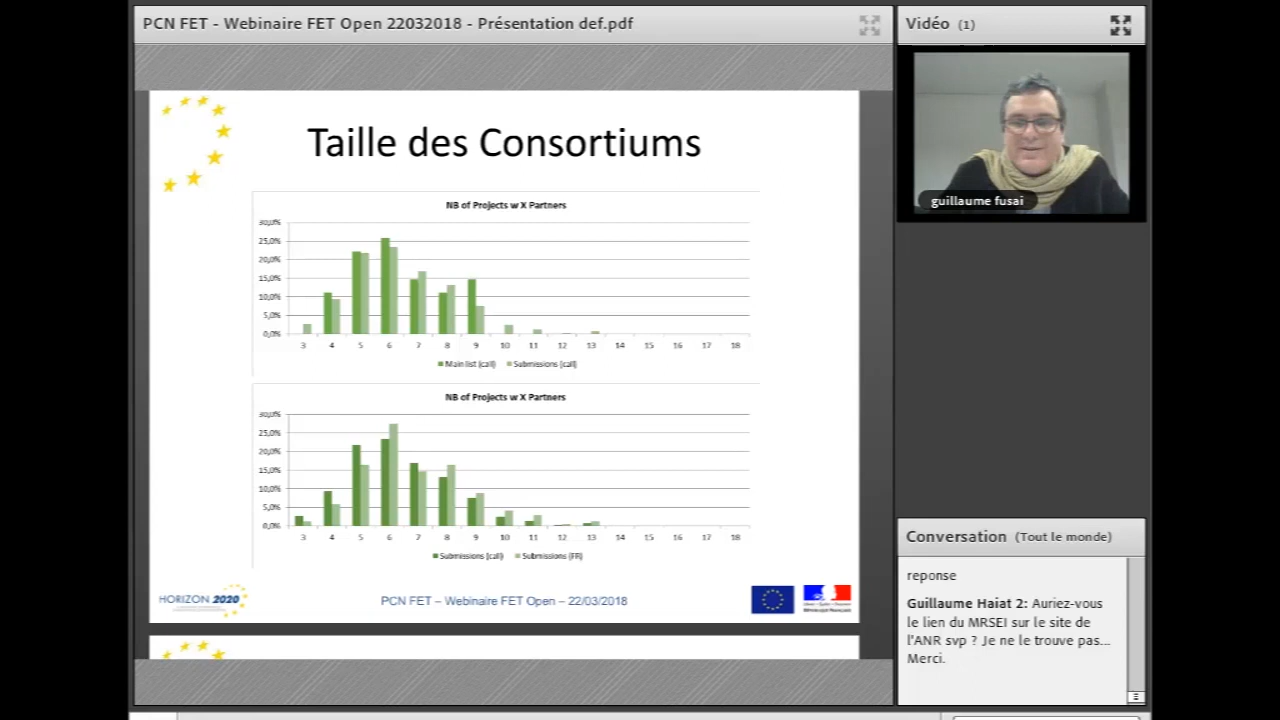 PCN FET - Webinaire FET Open 22032018 - Présentation def.pdf
Vidéo (1)
guillaume fusai
Taille des Consortiums
NB of Projects w X Partners
30,0%
25,0%
20,0%
15,0%
10,0%
5,0%
0,0%
3 4 5 6 7 8 9 10 11 12 13 14 15 16 17 18
Main list (call) Submissions (call)
NB of Projects w X Partners
30,0%
25,0%
20,0%
15,0%
10,0%
5,0%
0,0%
3 4 5 6 7 8 9 10 11 12 13 14 15 16 17 18
Submissions (call) Submissions (FR)
HORIZON 2020
PCN FET – Webinaire FET Open – 22/03/2018
Conversation (Tout le monde)
reponse
Guillaume Haiat 2: Auriez-vous
le lien du MRSEI sur le site de
l'ANR svp ? Je ne le trouve pas...
Merci.